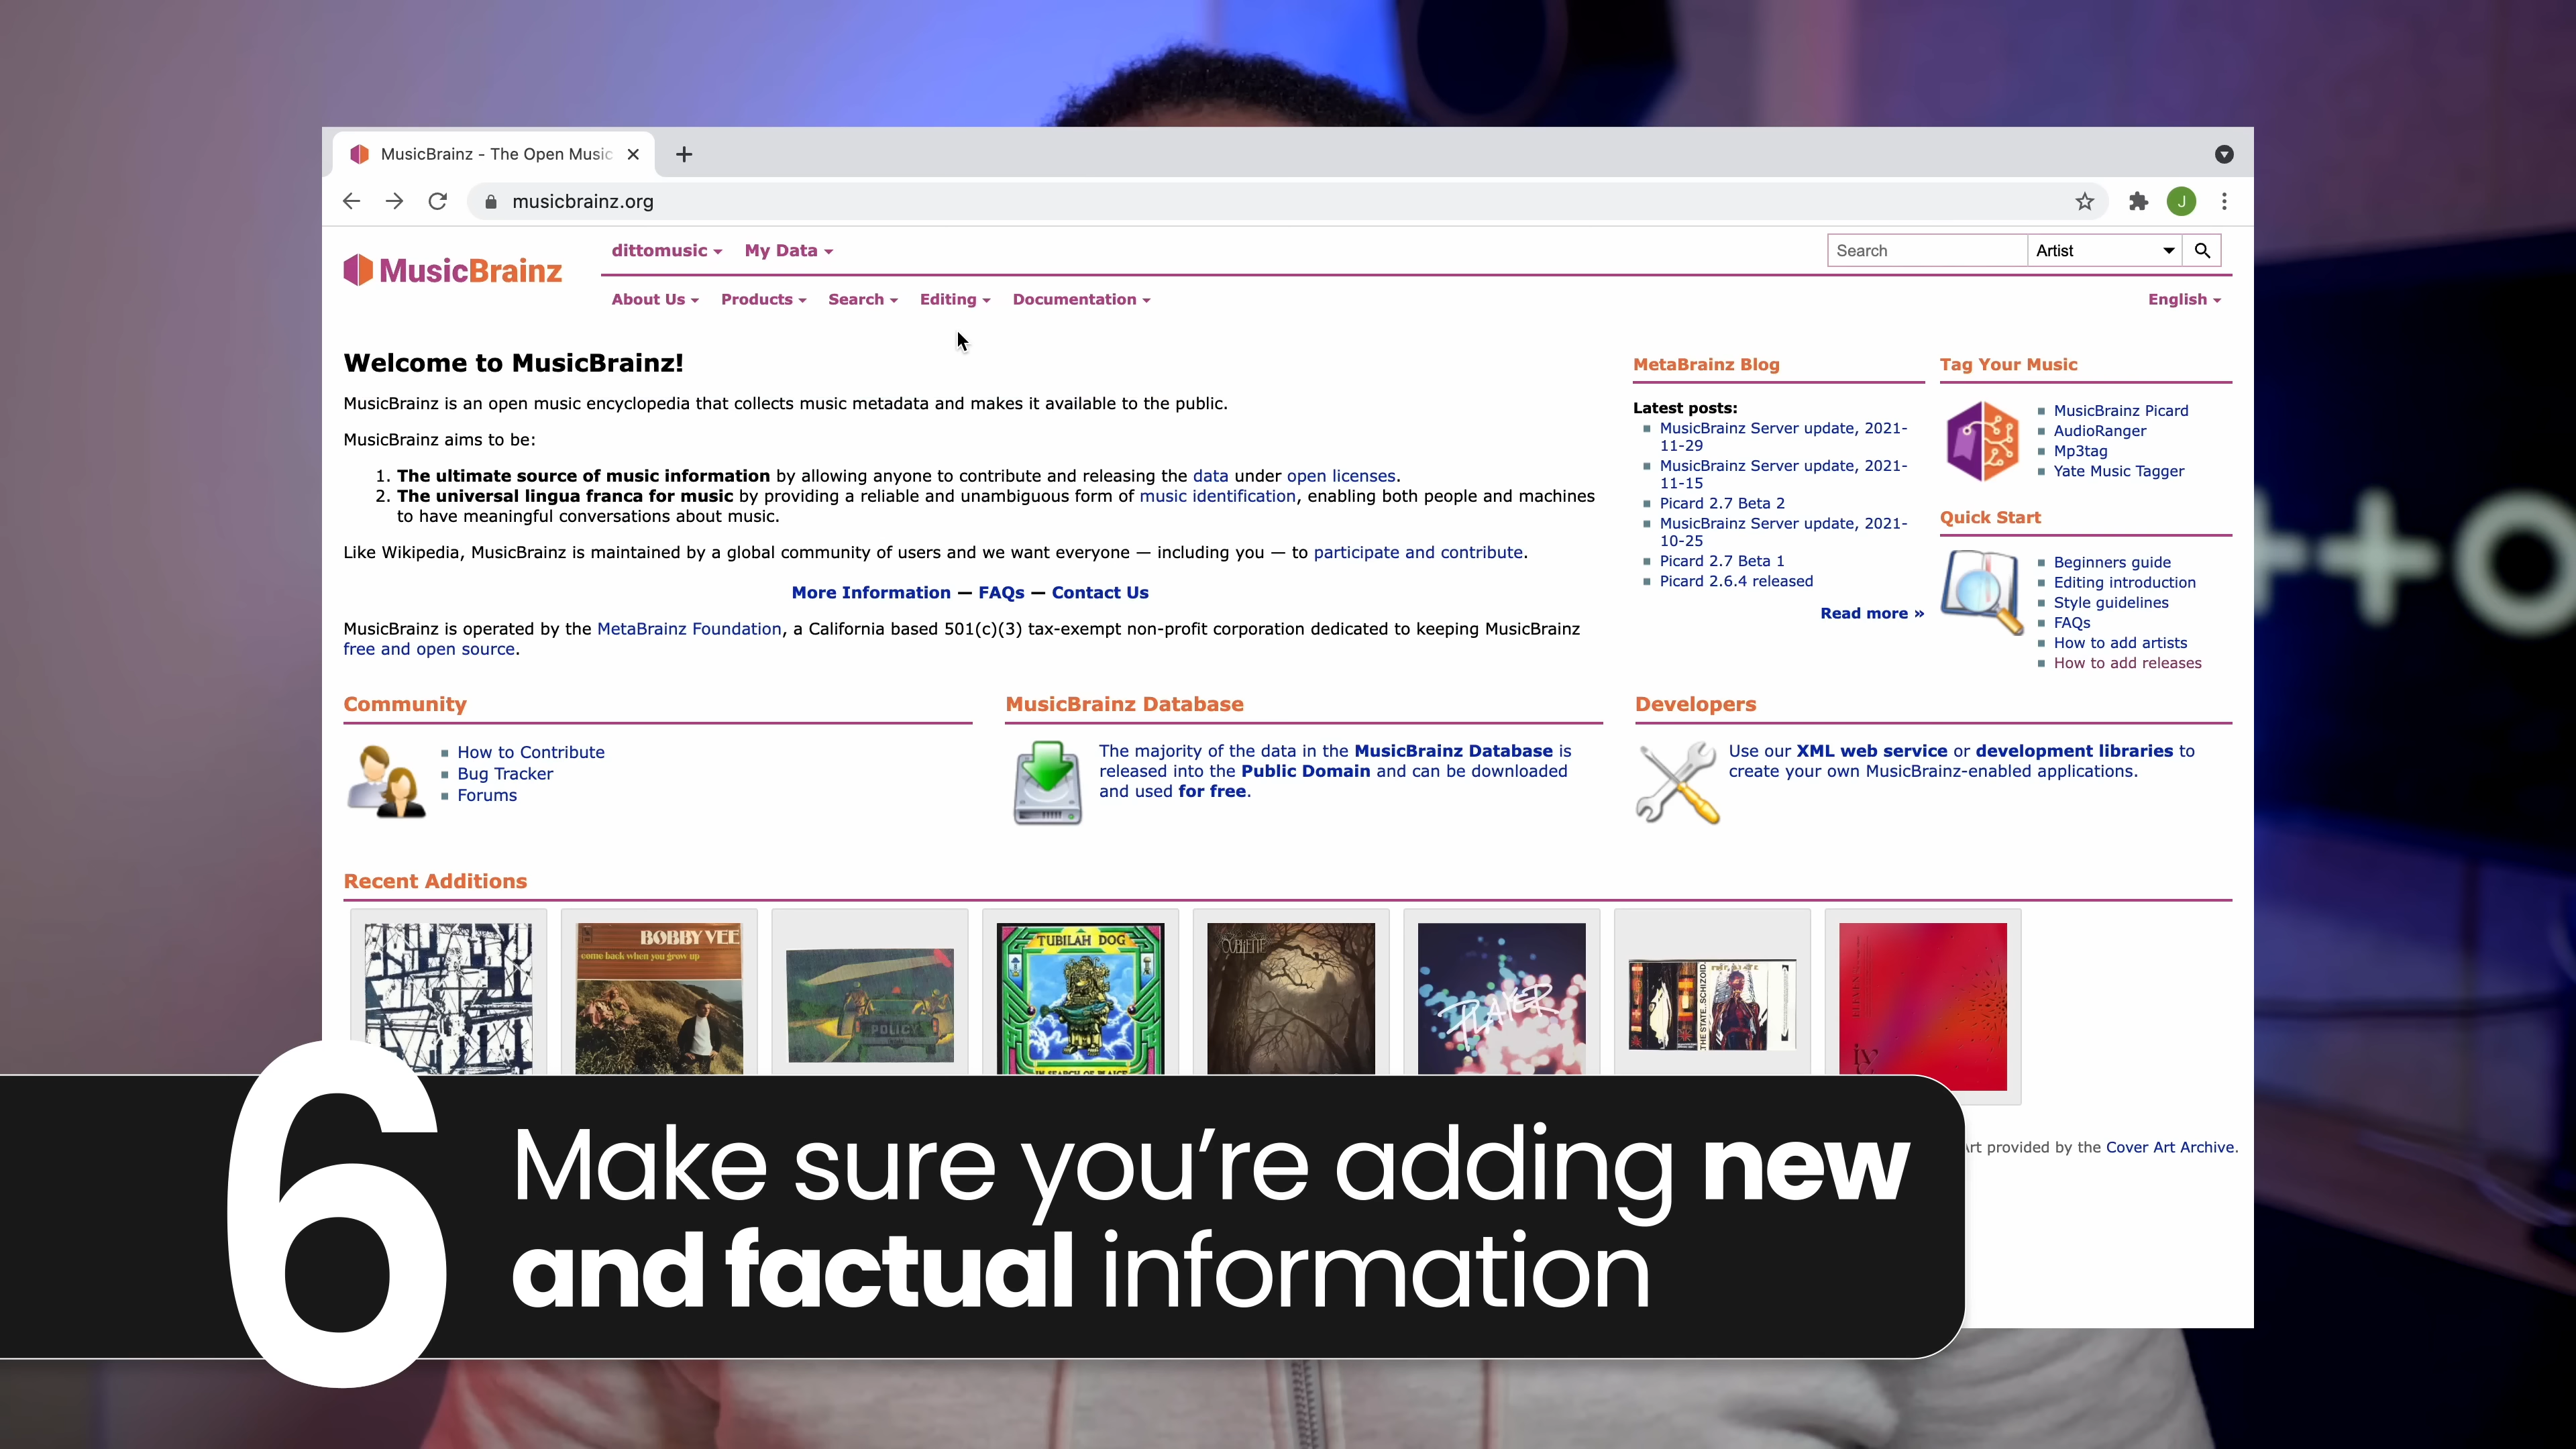 MusicBrainz - The Open Music
musicbrainz.org
J
MusicBrainz
dittomusic
My Data
Search
Artist
About Us
Products
Search
Editing
Documentation
English
Welcome to MusicBrainz!
MusicBrainz is an open music encyclopedia that collects music metadata and makes it available to the public.
MusicBrainz aims to be:
1. The ultimate source of music information by allowing anyone to contribute and releasing the data under open licenses.
2. The universal lingua franca for music by providing a reliable and unambiguous form of music identification, enabling both people and machines
to have meaningful conversations about music.
Like Wikipedia, MusicBrainz is maintained by a global community of users and we want everyone — including you — to participate and contribute.
More Information — FAQs — Contact Us
MusicBrainz is operated by the MetaBrainz Foundation, a California based 501(c)(3) tax-exempt non-profit corporation dedicated to keeping MusicBrainz
free and open source.
MetaBrainz Blog
Latest posts:
MusicBrainz Server update, 2021-
11-29
MusicBrainz Server update, 2021-
11-15
Picard 2.7 Beta 2
MusicBrainz Server update, 2021-
10-25
Picard 2.7 Beta 1
Picard 2.6.4 released
Read more »
Tag Your Music
MusicBrainz Picard
AudioRanger
Mp3tag
Yate Music Tagger
Quick Start
Beginners guide
Editing introduction
Style guidelines
FAQs
How to add artists
How to add releases
Community
How to Contribute
Bug Tracker
Forums
MusicBrainz Database
The majority of the data in the MusicBrainz Database is
released into the Public Domain and can be downloaded
and used for free.
Developers
Use our XML web service or development libraries to
create your own MusicBrainz-enabled applications.
Recent Additions
BOBBY VEE
come back when you grow up
POLICY
TUBILAH DOG
PLAYER
THE STATE..SCHIZOID
ELEVEN
iv
rt provided by the Cover Art Archive.
6
Make sure you're adding new
and factual information